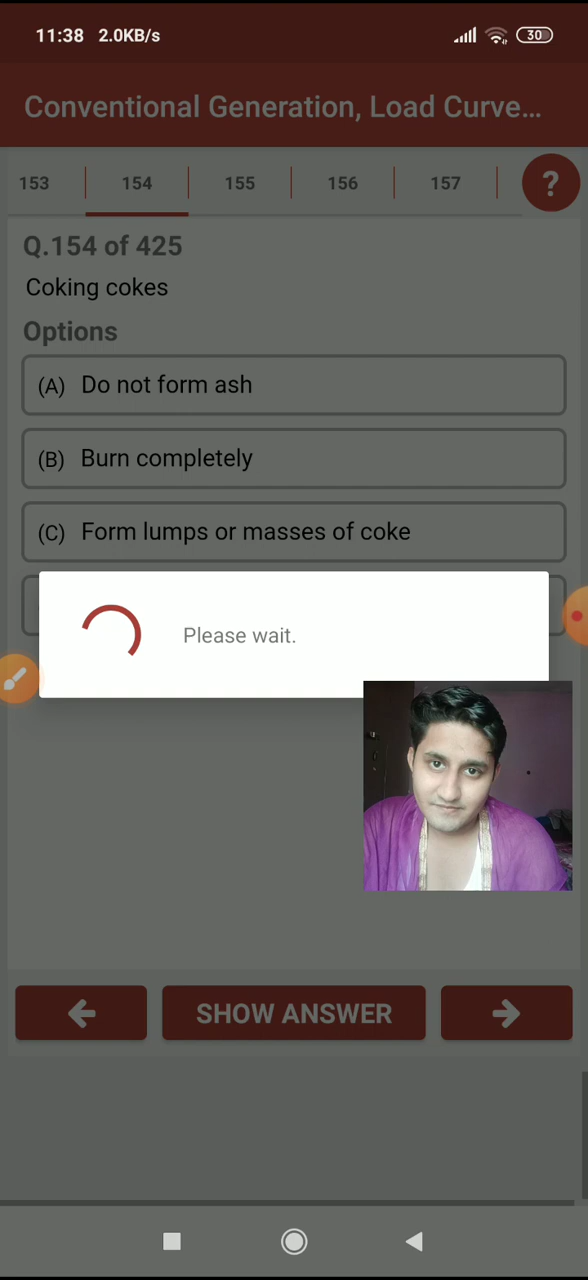 11:38 2.0KB/s 30
Conventional Generation, Load Curve...
153 154 155 156 157 ?
Q.154 of 425
Coking cokes
Options
(A) Do not form ash
(B) Burn completely
(C) Form lumps or masses of coke
Please wait.
SHOW ANSWER